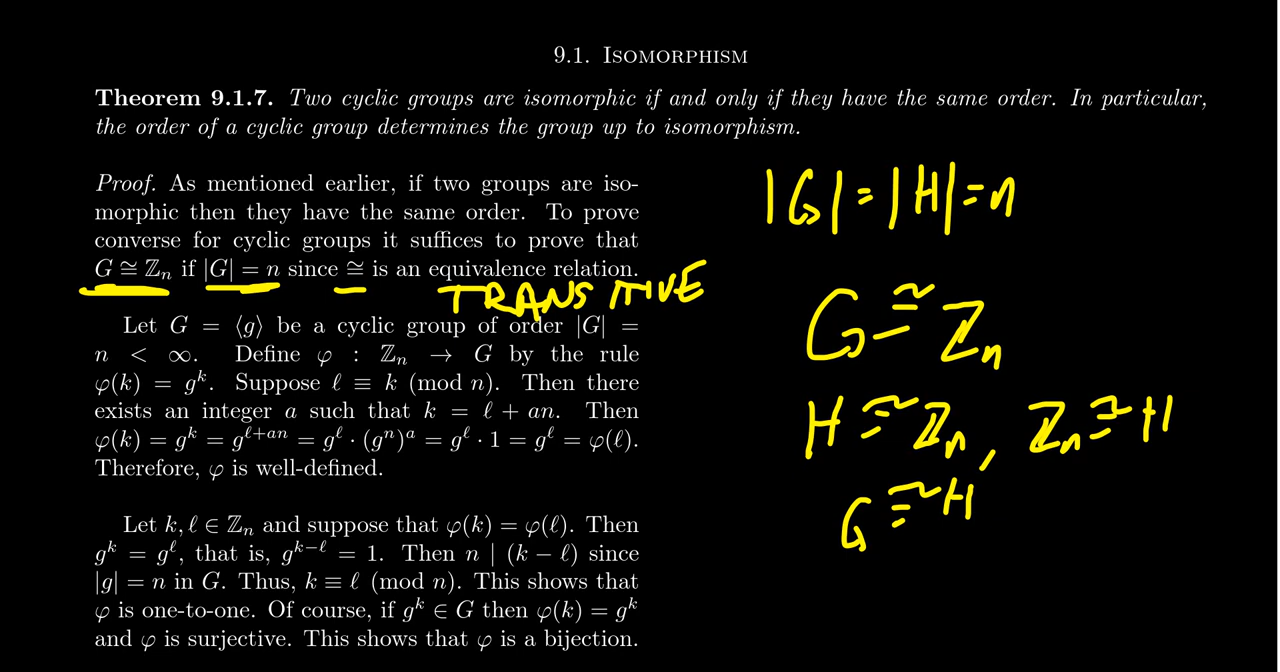 9.1. Isomorphism
Theorem 9.1.7. Two cyclic groups are isomorphic if and only if they have the same order. In particular,
the order of a cyclic group determines the group up to isomorphism.
Proof. As mentioned earlier, if two groups are iso-
morphic then they have the same order. To prove
converse for cyclic groups it suffices to prove that
G ≅ ℤₙ if |G| = n since ≅ is an equivalence relation.
TRANSITIVE
Let G = ⟨g⟩ be a cyclic group of order |G| =
n < ∞. Define φ : ℤₙ → G by the rule
φ(k) = gᵏ. Suppose ℓ ≡ k (mod n). Then there
exists an integer a such that k = ℓ + an. Then
φ(k) = gᵏ = g^{ℓ+an} = g^ℓ · (gⁿ)ᵃ = g^ℓ · 1 = g^ℓ = φ(ℓ).
Therefore, φ is well-defined.
Let k, ℓ ∈ ℤₙ and suppose that φ(k) = φ(ℓ). Then
gᵏ = g^ℓ, that is, g^{k−ℓ} = 1. Then n | (k − ℓ) since
|g| = n in G. Thus, k ≡ ℓ (mod n). This shows that
φ is one-to-one. Of course, if gᵏ ∈ G then φ(k) = gᵏ
and φ is surjective. This shows that φ is a bijection.
|G| = |H| = n
G ≅ ℤₙ
H ≅ ℤₙ, ℤₙ ≅ H
G ≅ H